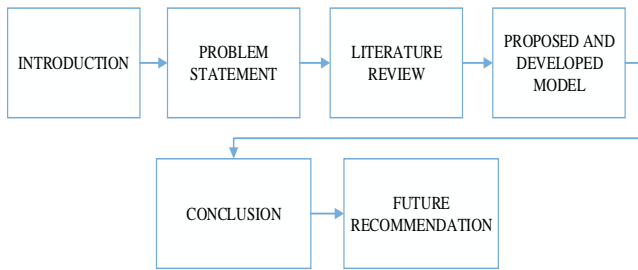 INTRODUCTION
PROBLEM
STATEMENT
LITERATURE
REVIEW
PROPOSED AND
DEVELOPED
MODEL
CONCLUSION
FUTURE
RECOMMENDATION